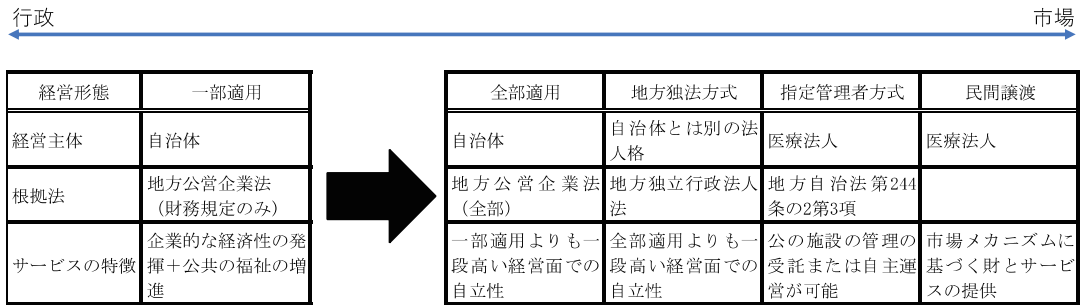 行政 市場
経営形態 一部適用 全部適用 地方独法方式 指定管理者方式 民間譲渡
経営主体 自治体 自治体 自治体とは別の法
人格 医療法人 医療法人
根拠法 地方公営企業法
（財務規定のみ） 地方公営企業法
（全部） 地方独立行政法人
法 地方自治法第244
条の2第3項
サービスの特徴 企業的な経済性の発
揮＋公共の福祉の増
進 一部適用よりも一
段高い経営面での
自立性 全部適用よりも一
段高い経営面での
自立性 公の施設の管理の
受託または自主運
営が可能 市場メカニズムに
基づく財とサービ
スの提供